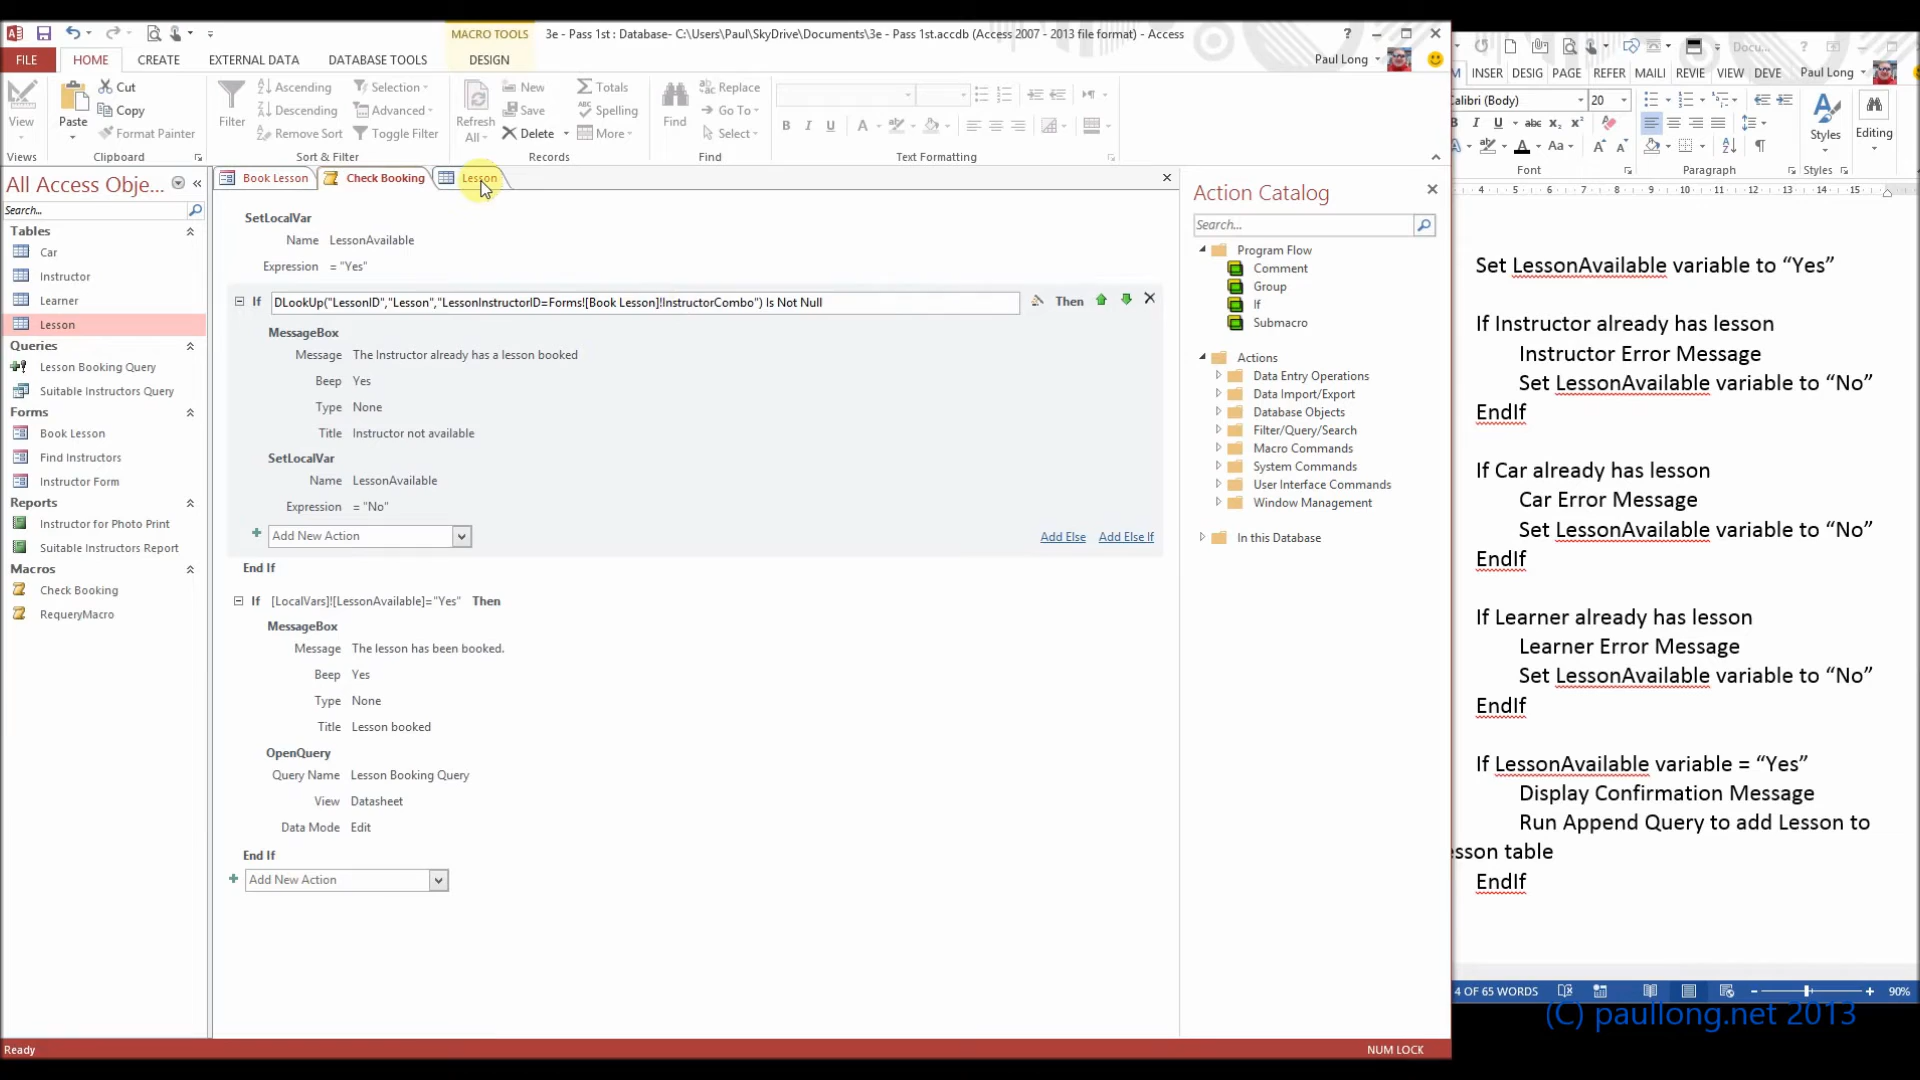 MACRO TOOLS
3e - Pass 1st : Database- C:\Users\Paul\SkyDrive\Documents\3e - Pass 1st.accdb (Access 2007 - 2013 file format) - Access
FILE HOME CREATE EXTERNAL DATA DATABASE TOOLS DESIGN Paul Long
View
Views
Paste
Cut
Copy
Format Painter
Clipboard
Filter
Ascending
Descending
Remove Sort
Selection
Advanced
Toggle Filter
Sort & Filter
Refresh All
New
Save
Delete
Totals
Spelling
More
Records
Find
Replace
Go To
Select
Find
Text Formatting
All Access Obje...
Search...
Tables
Car
Instructor
Learner
Lesson
Queries
Lesson Booking Query
Suitable Instructors Query
Forms
Book Lesson
Find Instructors
Instructor Form
Reports
Instructor for Photo Print
Suitable Instructors Report
Macros
Check Booking
RequeryMacro
Book Lesson Check Booking Lesson
SetLocalVar
Name LessonAvailable
Expression = "Yes"
If DLookUp("LessonID","Lesson","LessonInstructorID=Forms![Book Lesson]!InstructorCombo") Is Not Null Then
MessageBox
Message The Instructor already has a lesson booked
Beep Yes
Type None
Title Instructor not available
SetLocalVar
Name LessonAvailable
Expression = "No"
Add New Action Add Else Add Else If
End If
If [LocalVars]![LessonAvailable]="Yes" Then
MessageBox
Message The lesson has been booked.
Beep Yes
Type None
Title Lesson booked
OpenQuery
Query Name Lesson Booking Query
View Datasheet
Data Mode Edit
End If
Add New Action
Action Catalog
Search...
Program Flow
Comment
Group
If
Submacro
Actions
Data Entry Operations
Data Import/Export
Database Objects
Filter/Query/Search
Macro Commands
System Commands
User Interface Commands
Window Management
In this Database
Ready
NUM LOCK
Docu...
INSER DESIG PAGE REFER MAILI REVIE VIEW DEVE Paul Long
alibri (Body) 20
Styles
Editing
Font
Paragraph
Styles
4 5 6 7 8 9 10 11 12 13 14 15
Set LessonAvailable variable to “Yes”
If Instructor already has lesson
Instructor Error Message
Set LessonAvailable variable to “No”
EndIf
If Car already has lesson
Car Error Message
Set LessonAvailable variable to “No”
EndIf
If Learner already has lesson
Learner Error Message
Set LessonAvailable variable to “No”
EndIf
If LessonAvailable variable = “Yes”
Display Confirmation Message
Run Append Query to add Lesson to
esson table
EndIf
4 OF 65 WORDS 90%
(C) paullong.net 2013